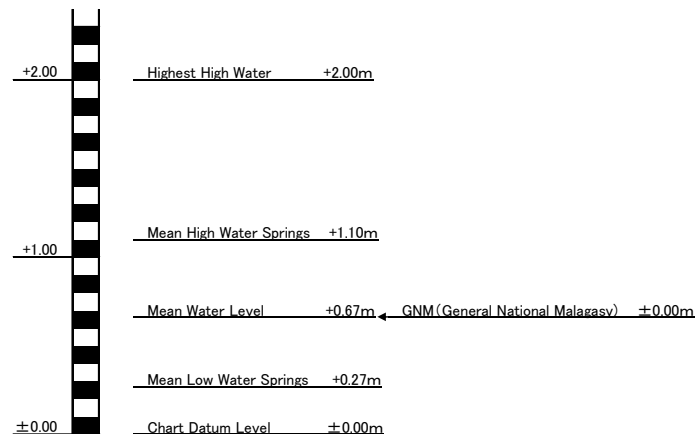 +2.00 Highest High Water +2.00m
Mean High Water Springs +1.10m
+1.00
Mean Water Level +0.67m GNM(General National Malagasy) ±0.00m
Mean Low Water Springs +0.27m
±0.00 Chart Datum Level ±0.00m